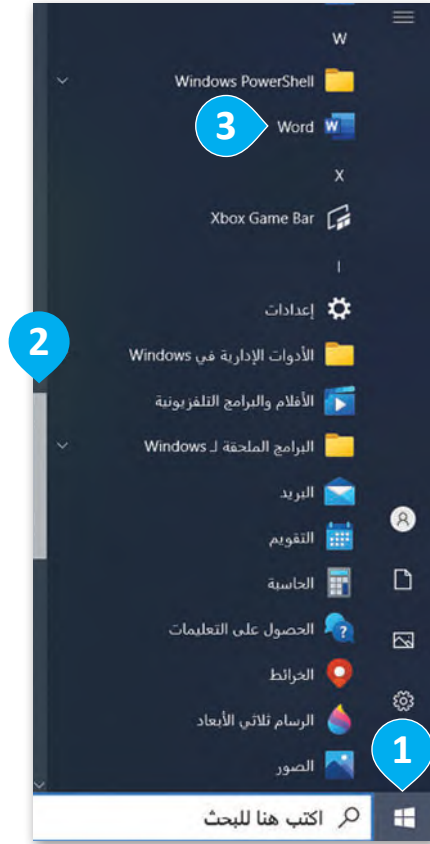 W
Windows PowerShell
3
Word
X
Xbox Game Bar
ا
إعدادات
2
الأدوات الإدارية في Windows
الأفلام والبرامج التلفزيونية
البرامج الملحقة لـ Windows
البريد
التقويم
الحاسبة
الحصول على التعليمات
الخرائط
الرسام ثلاثي الأبعاد
1
الصور
اكتب هنا للبحث